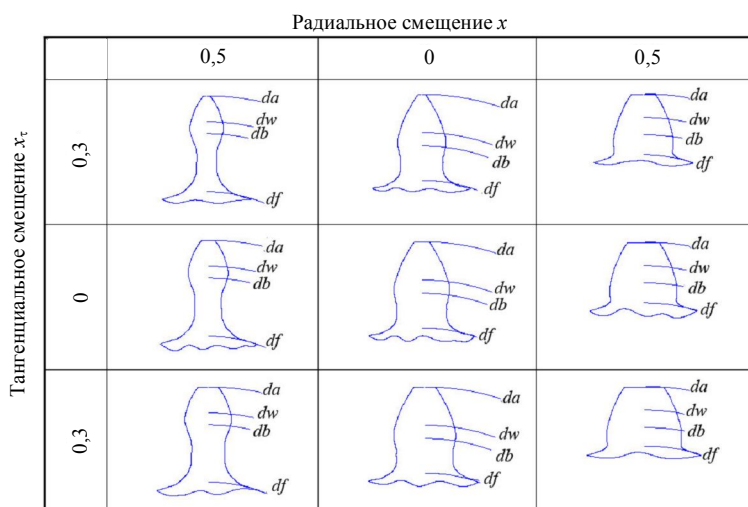 Радиальное смещение x
0,5 0 0,5
Тангенциальное смещение xτ
0,3
da
dw
db
df
da
dw
db
df
da
dw
db
df
0
da
dw
db
df
da
dw
db
df
da
dw
db
df
0,3
da
dw
db
df
da
dw
db
df
da
dw
db
df